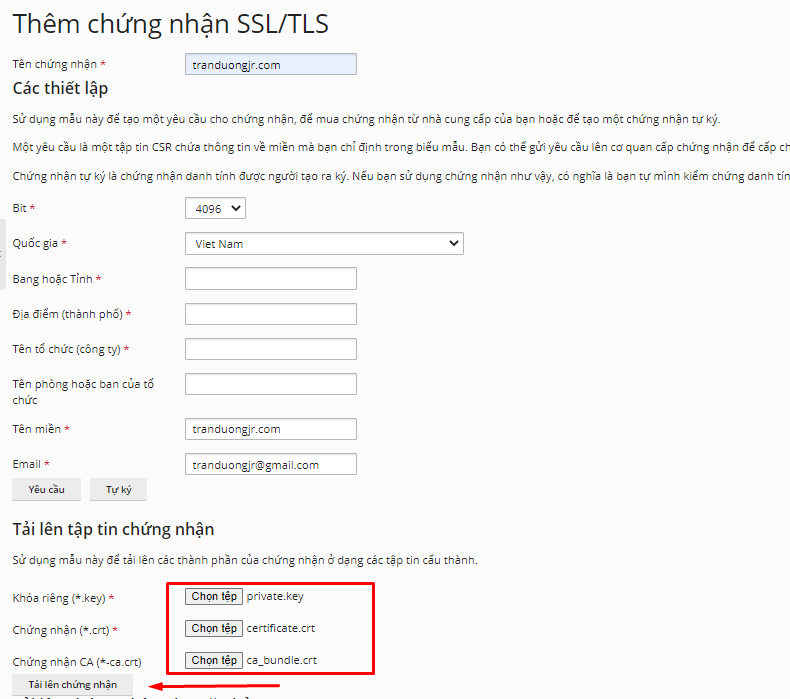 Thêm chứng nhận SSL/TLS
Tên chứng nhận *
tranduongjr.com
Các thiết lập
Sử dụng mẫu này để tạo một yêu cầu cho chứng nhận, để mua chứng nhận từ nhà cung cấp của bạn hoặc để tạo một chứng nhận tự ký.
Một yêu cầu là một tập tin CSR chứa thông tin về miền mà bạn chỉ định trong biểu mẫu. Bạn có thể gửi yêu cầu lên cơ quan cấp chứng nhận để cấp ch
Chứng nhận tự ký là chứng nhận danh tính được người tạo ra ký. Nếu bạn sử dụng chứng nhận như vậy, có nghĩa là bạn tự mình kiểm chứng danh tín
Bit *
4096
Quốc gia *
Viet Nam
Bang hoặc Tỉnh *
Địa điểm (thành phố) *
Tên tổ chức (công ty) *
Tên phòng hoặc ban của tổ
chức
Tên miền *
tranduongjr.com
Email *
tranduongjr@gmail.com
Yêu cầu
Tự ký
Tải lên tập tin chứng nhận
Sử dụng mẫu này để tải lên các thành phần của chứng nhận ở dạng các tập tin cấu thành.
Khóa riêng (*.key) *
Chọn tệp private.key
Chứng nhận (*.crt) *
Chọn tệp certificate.crt
Chứng nhận CA (*-ca.crt)
Chọn tệp ca_bundle.crt
Tải lên chứng nhận